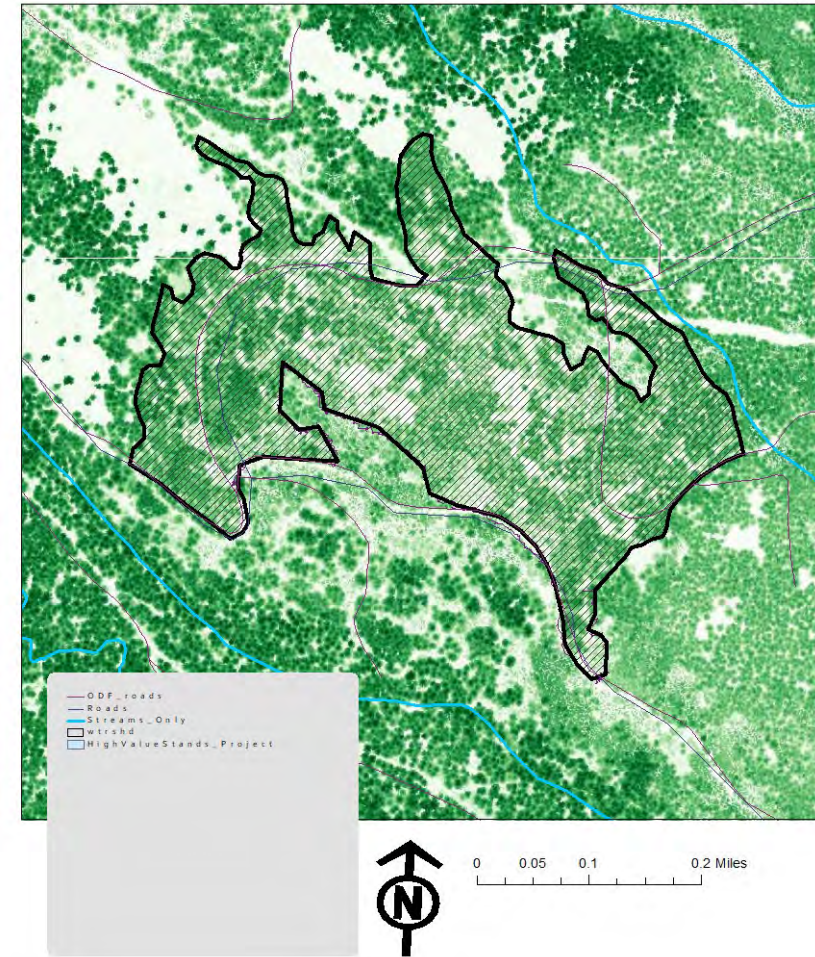 ODF_roads
Roads
Streams_Only
wtrshd
HighValueStands_Project
N
0 0.05 0.1 0.2 Miles